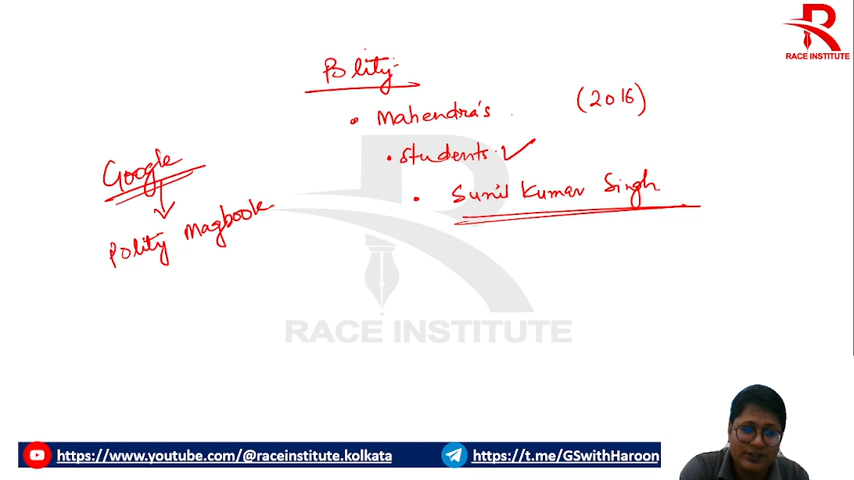 RACE INSTITUTE
Polity:-
• Mahendra's
(2016)
• Students
• Sunil Kumar Singh
Google
Polity Magbook
RACE INSTITUTE
https://www.youtube.com/@raceinstitute.kolkata
https://t.me/GSwithHaroon